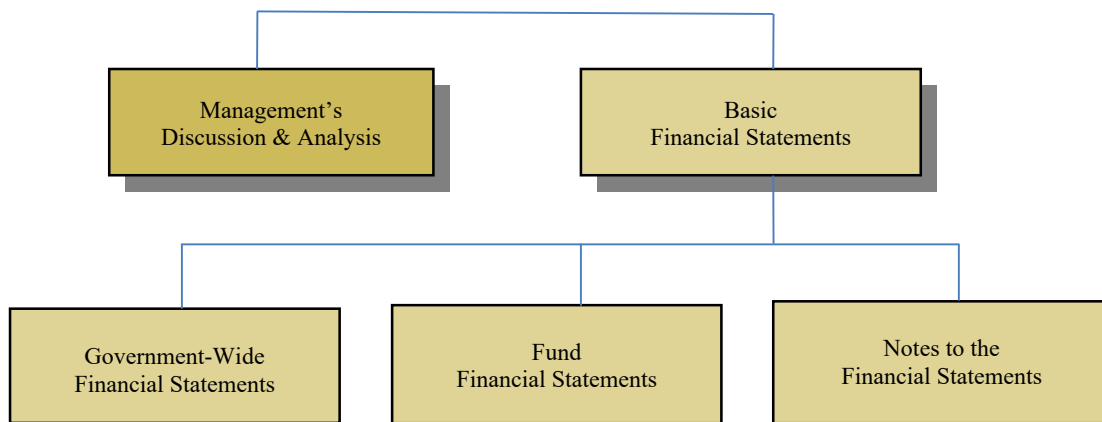 Management’s
Discussion & Analysis
Basic
Financial Statements
Government-Wide
Financial Statements
Fund
Financial Statements
Notes to the
Financial Statements